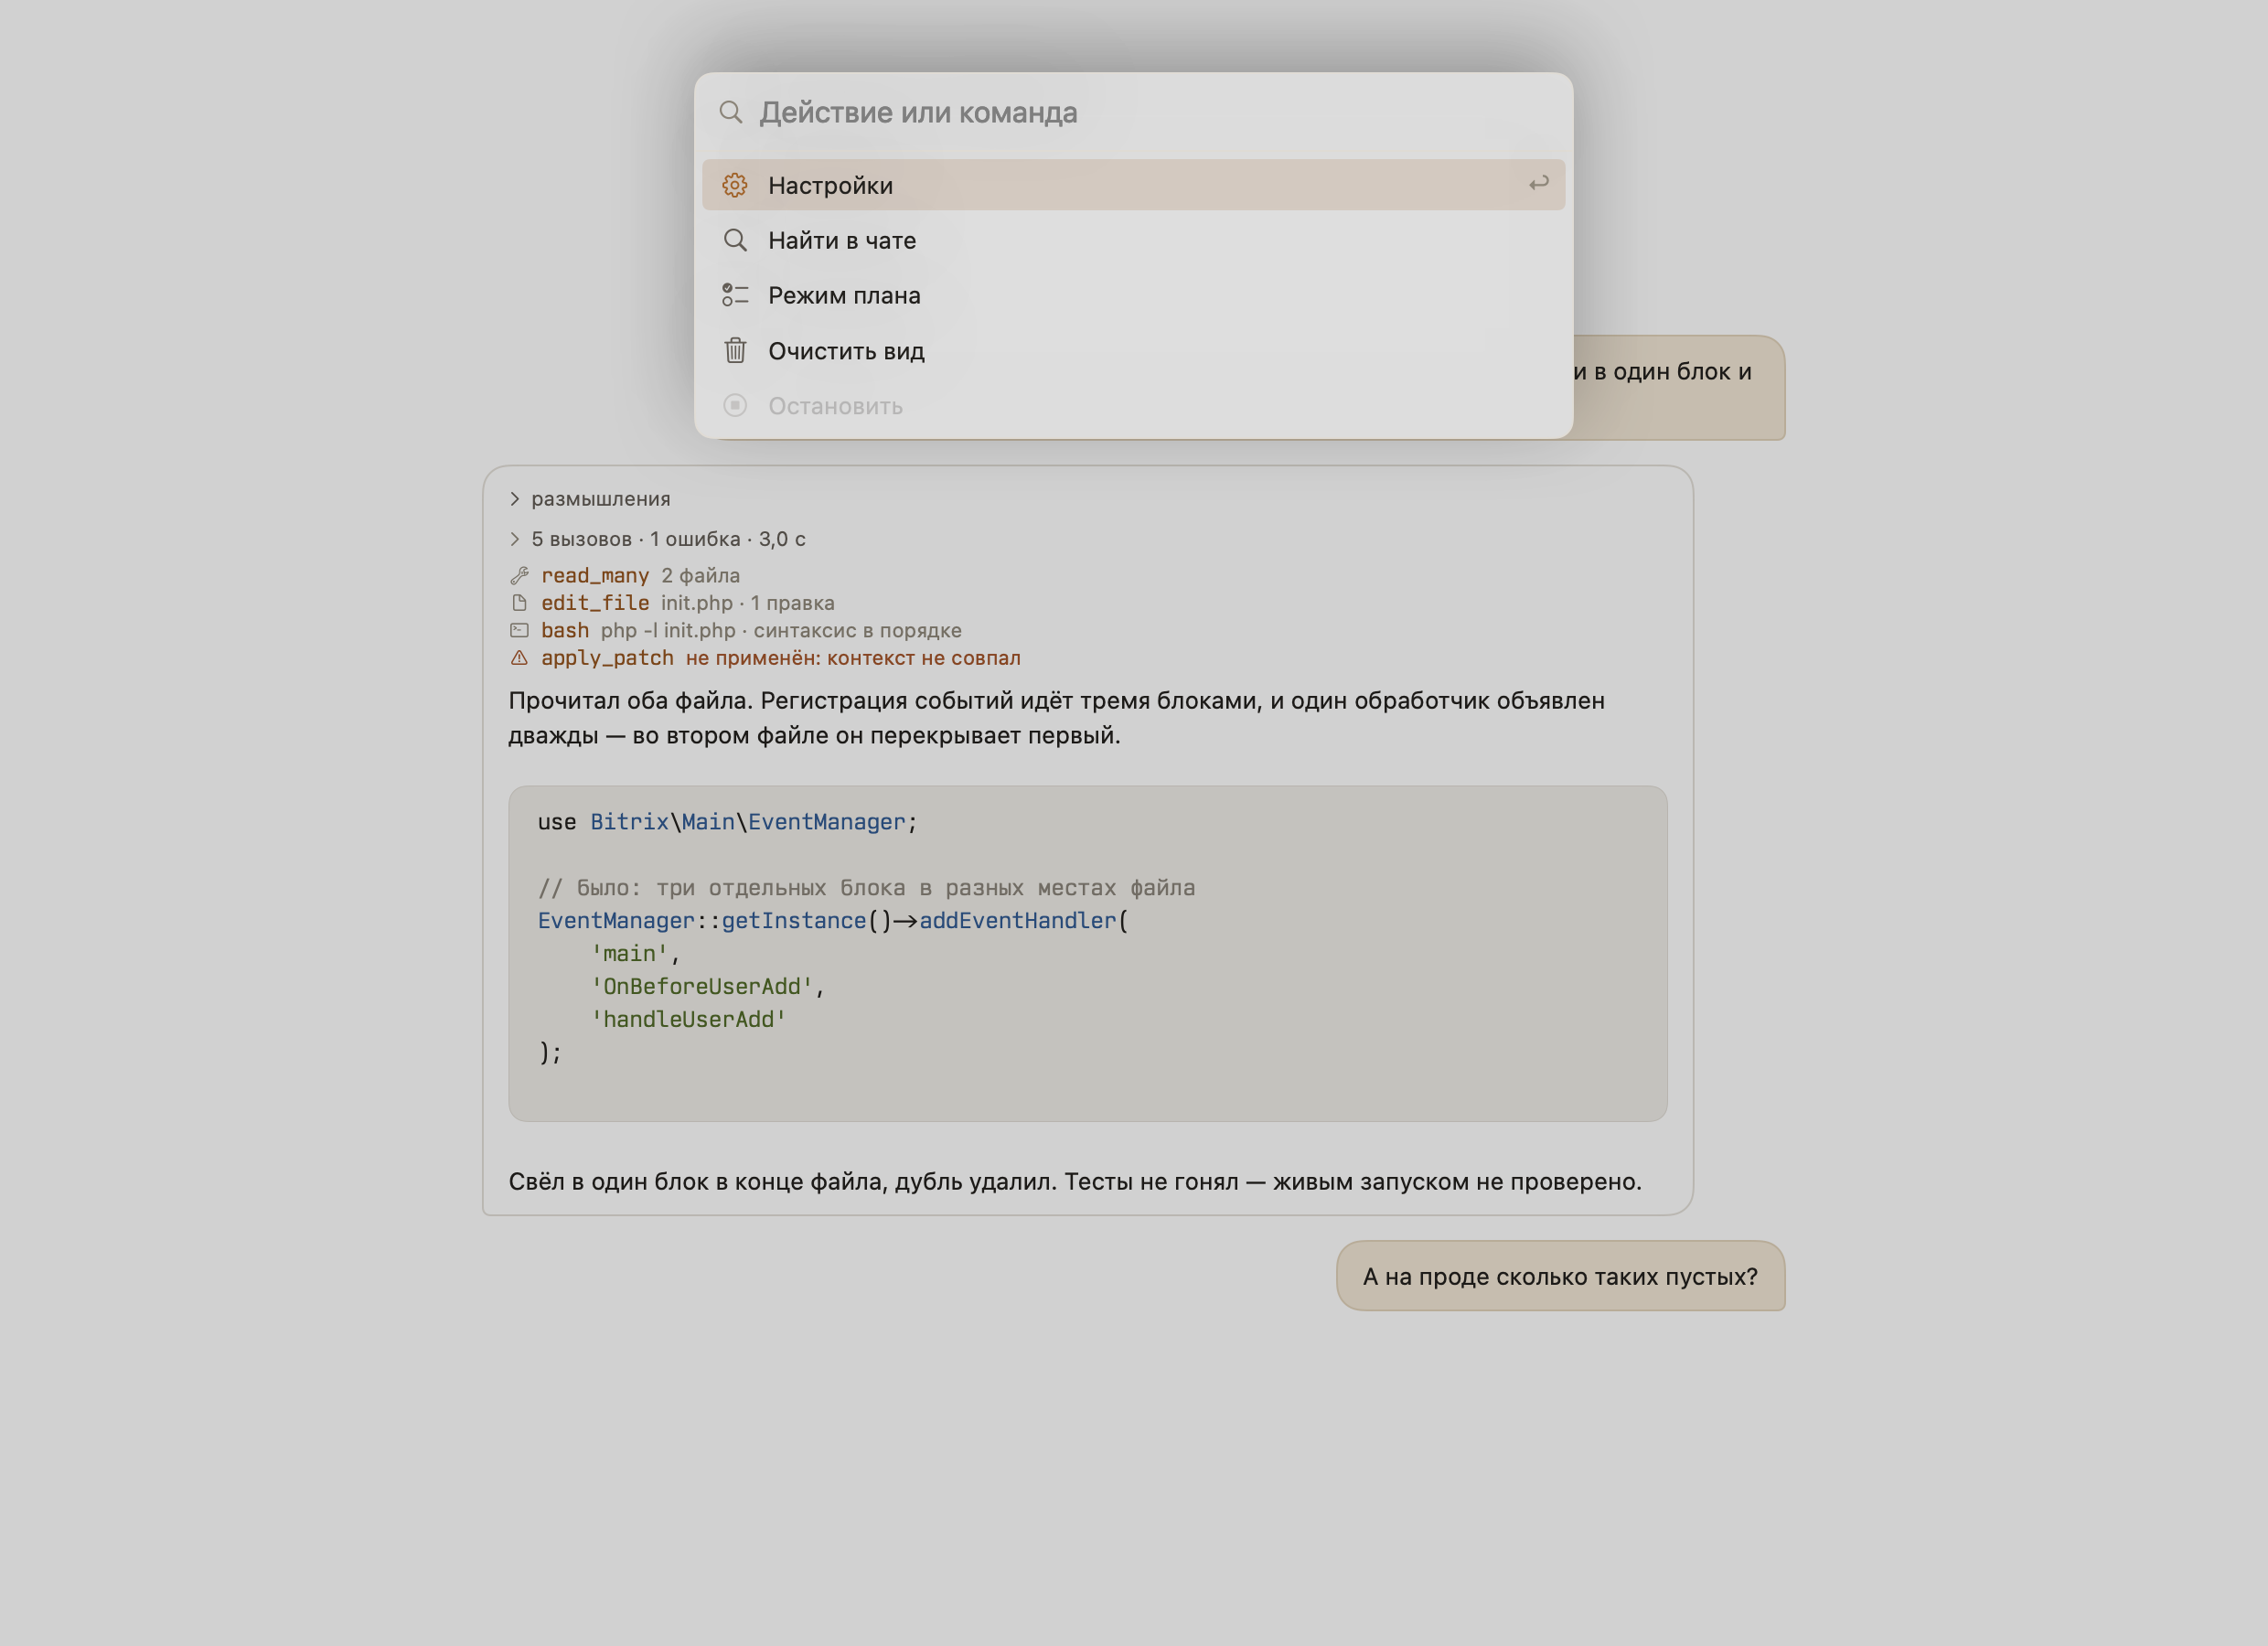 Действие или команда
Настройки
Найти в чате
Режим плана
Очистить вид
Остановить
и в один блок и
размышления
5 вызовов · 1 ошибка · 3,0 с
read_many 2 файла
edit_file init.php · 1 правка
bash php -l init.php · синтаксис в порядке
apply_patch не применён: контекст не совпал
Прочитал оба файла. Регистрация событий идёт тремя блоками, и один обработчик объявлен
дважды — во втором файле он перекрывает первый.
use Bitrix\Main\EventManager;
// было: три отдельных блока в разных местах файла
EventManager::getInstance()->addEventHandler(
'main',
'OnBeforeUserAdd',
'handleUserAdd'
);
Свёл в один блок в конце файла, дубль удалил. Тесты не гонял — живым запуском не проверено.
А на проде сколько таких пустых?